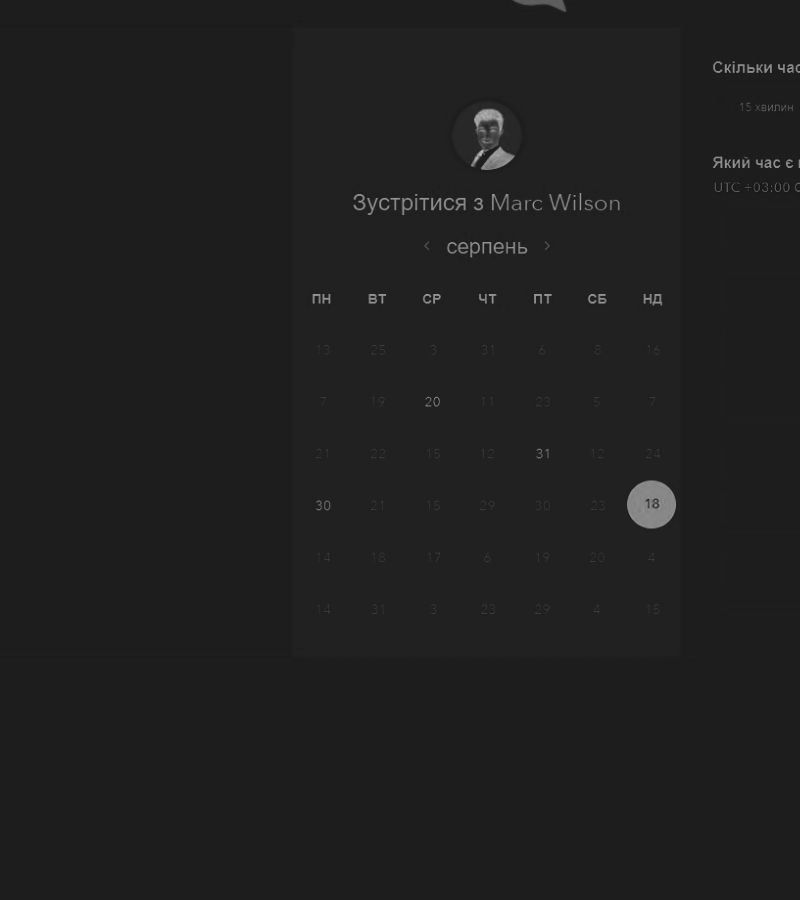 Скільки час
15 хвилин
Який час є
UTC +03:00
Зустрітися з Marc Wilson
серпень
ПН ВТ СР ЧТ ПТ СБ НД
13 25 3 31 6 8 16
7 19 20 11 23 5 7
21 22 15 12 31 12 24
30 21 15 29 30 23 18
14 18 17 6 19 20 4
14 31 3 23 29 4 15